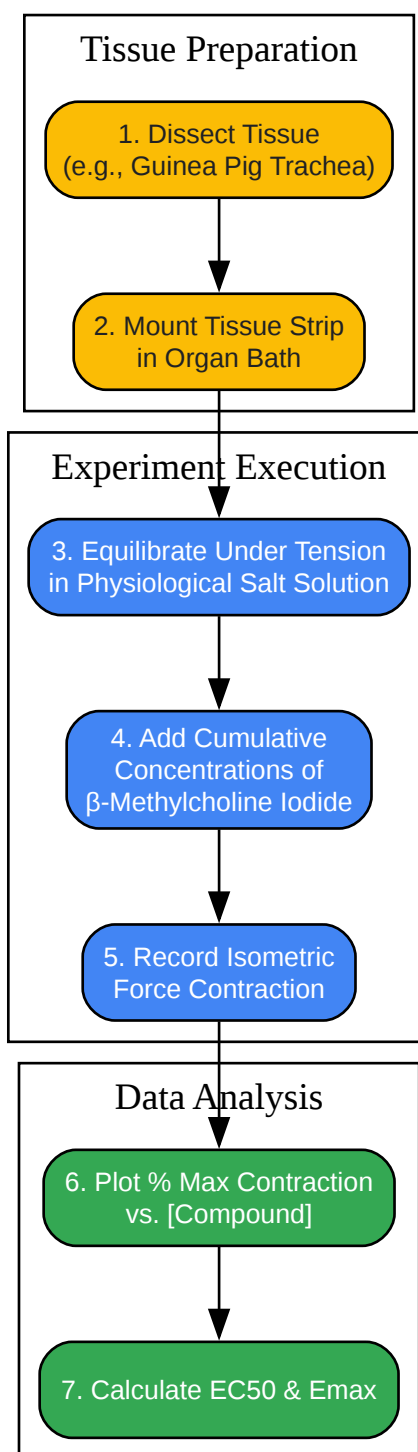 Tissue Preparation
1. Dissect Tissue
(e.g., Guinea Pig Trachea)
2. Mount Tissue Strip
in Organ Bath
Experiment Execution
3. Equilibrate Under Tension
in Physiological Salt Solution
4. Add Cumulative
Concentrations of
β-Methylcholine Iodide
5. Record Isometric
Force Contraction
Data Analysis
6. Plot % Max Contraction
vs. [Compound]
7. Calculate EC50 & Emax